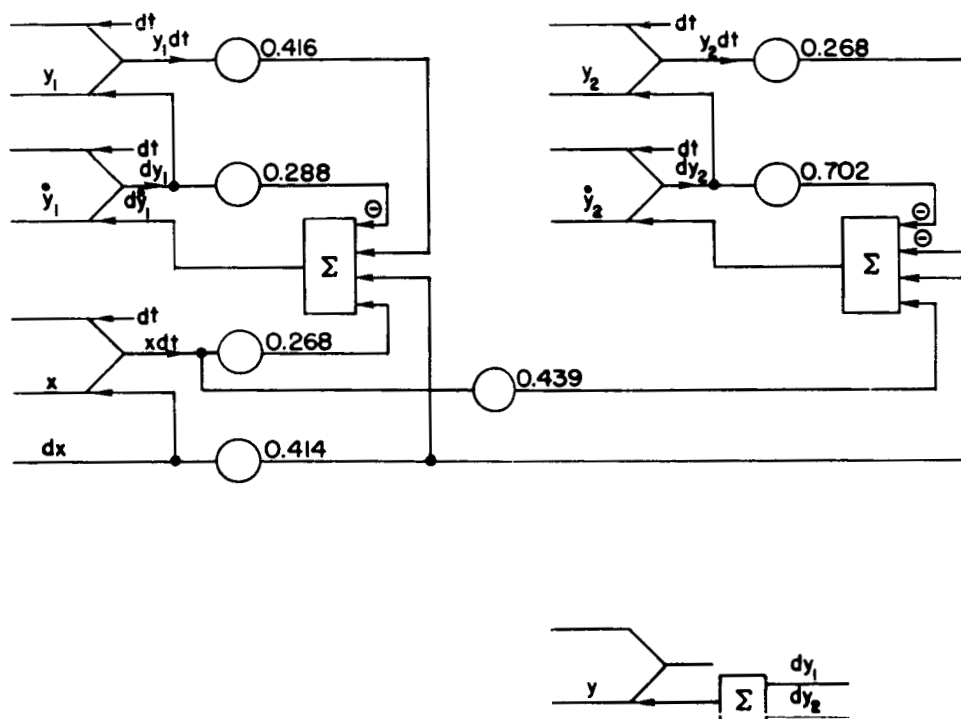 dt
y₁dt
0.416
y₁
dt
dy₁
0.288
ẏ₁
dẏ₁
⊖
Σ
dt
xdt
0.268
x
0.439
dx
0.414
dt
y₂dt
0.268
y₂
dt
dy₂
0.702
ẏ₂
⊖
⊖
Σ
dy₁
y
Σ
dy₂